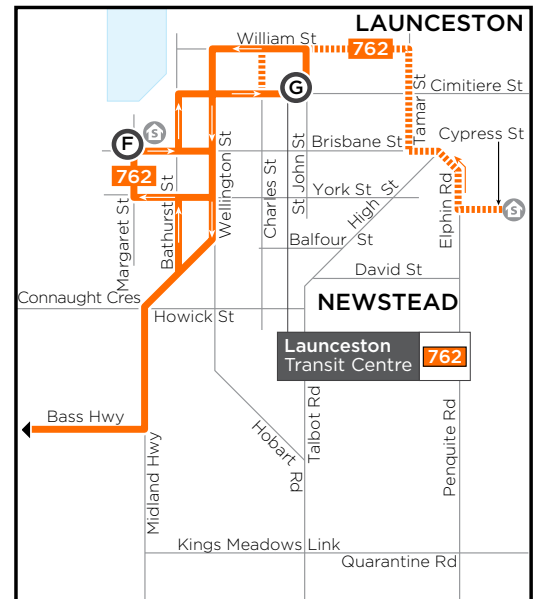 LAUNCESTON
William St
762
Tamar St
G
Cimitiere St
Cypress St
S
F
Brisbane St
762
Wellington St
Charles St
St John St
York St
High St
Elphin Rd
S
Margaret St
Bathurst St
Balfour St
David St
Connaught Cres
NEWSTEAD
Howick St
Launceston
Transit Centre
762
Bass Hwy
Talbot Rd
Penquite Rd
Midland Hwy
Hobart
Rd
Kings Meadows Link
Quarantine Rd